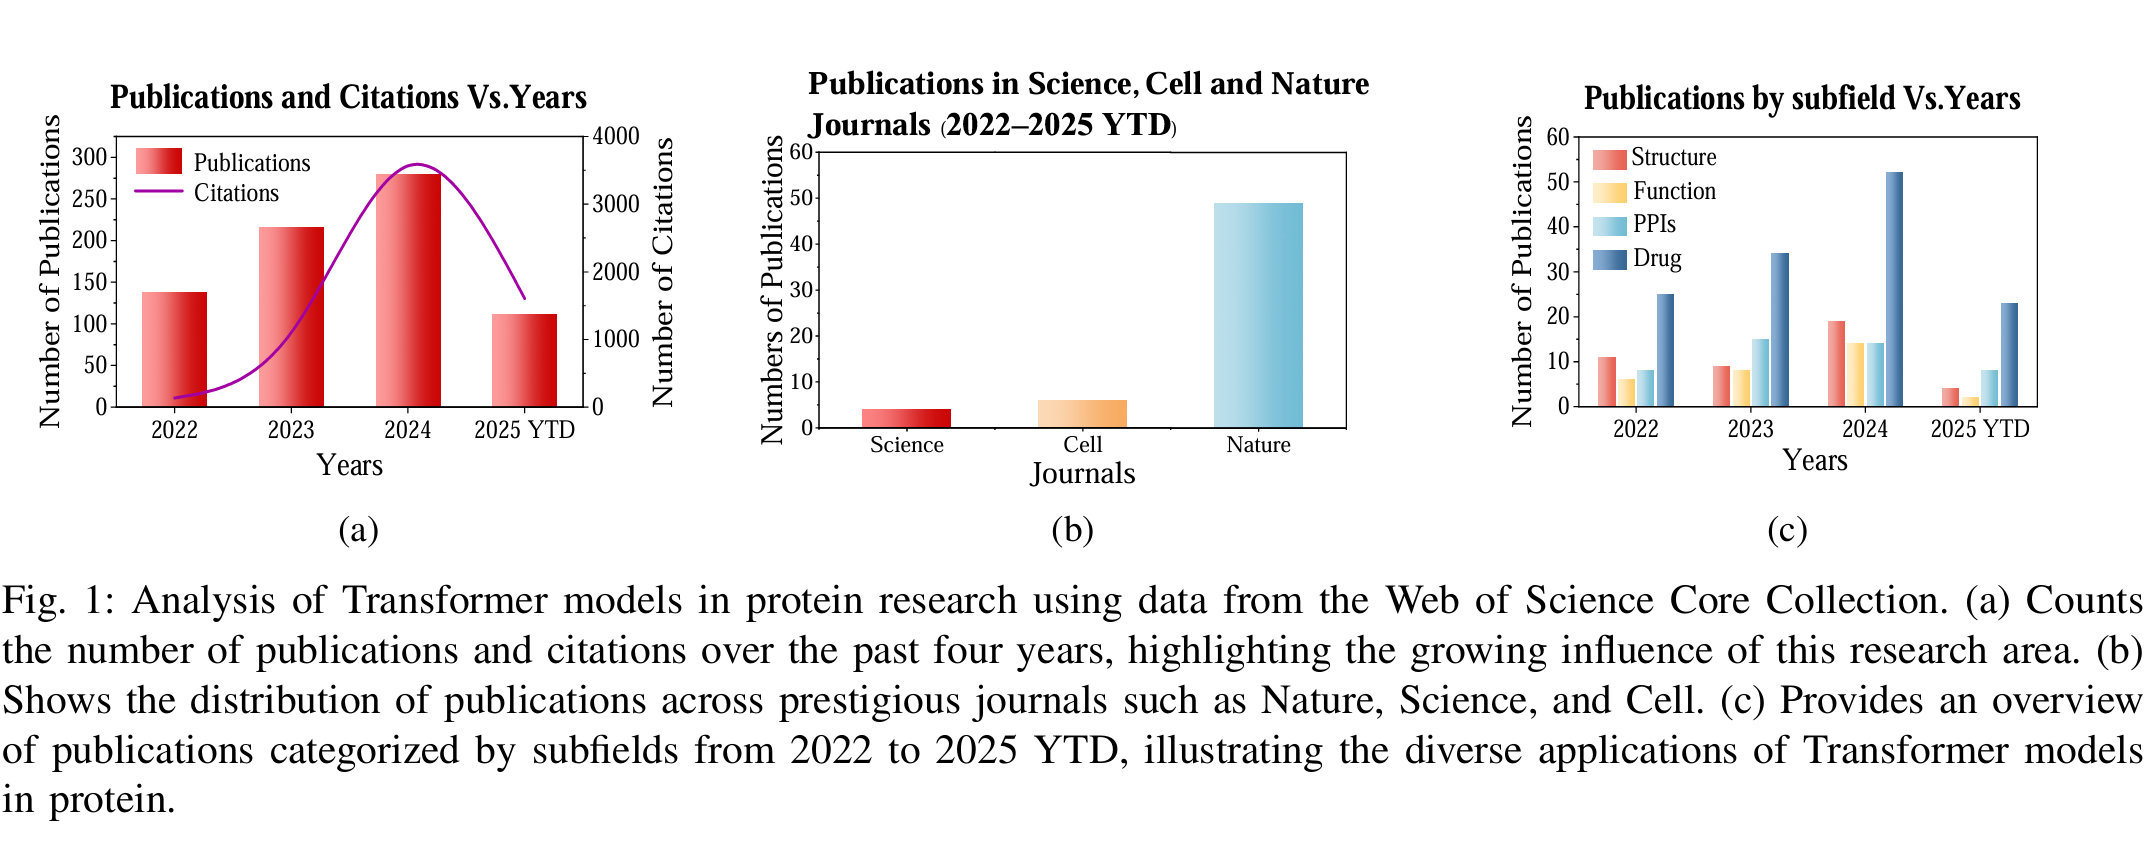 Publications and Citations Vs.Years
Number of Publications
300
250
200
150
100
50
0
Publications
Citations
4000
3000
2000
1000
0
Number of Citations
2022
2023
2024
2025 YTD
Years
(a)
Publications in Science, Cell and Nature
Journals (2022–2025 YTD)
Numbers of Publications
60
50
40
30
20
10
0
Science
Cell
Nature
Journals
(b)
Publications by subfield Vs.Years
Number of Publications
60
50
40
30
20
10
0
Structure
Function
PPIs
Drug
2022
2023
2024
2025 YTD
Years
(c)
Fig. 1: Analysis of Transformer models in protein research using data from the Web of Science Core Collection. (a) Counts
the number of publications and citations over the past four years, highlighting the growing influence of this research area. (b)
Shows the distribution of publications across prestigious journals such as Nature, Science, and Cell. (c) Provides an overview
of publications categorized by subfields from 2022 to 2025 YTD, illustrating the diverse applications of Transformer models
in protein.